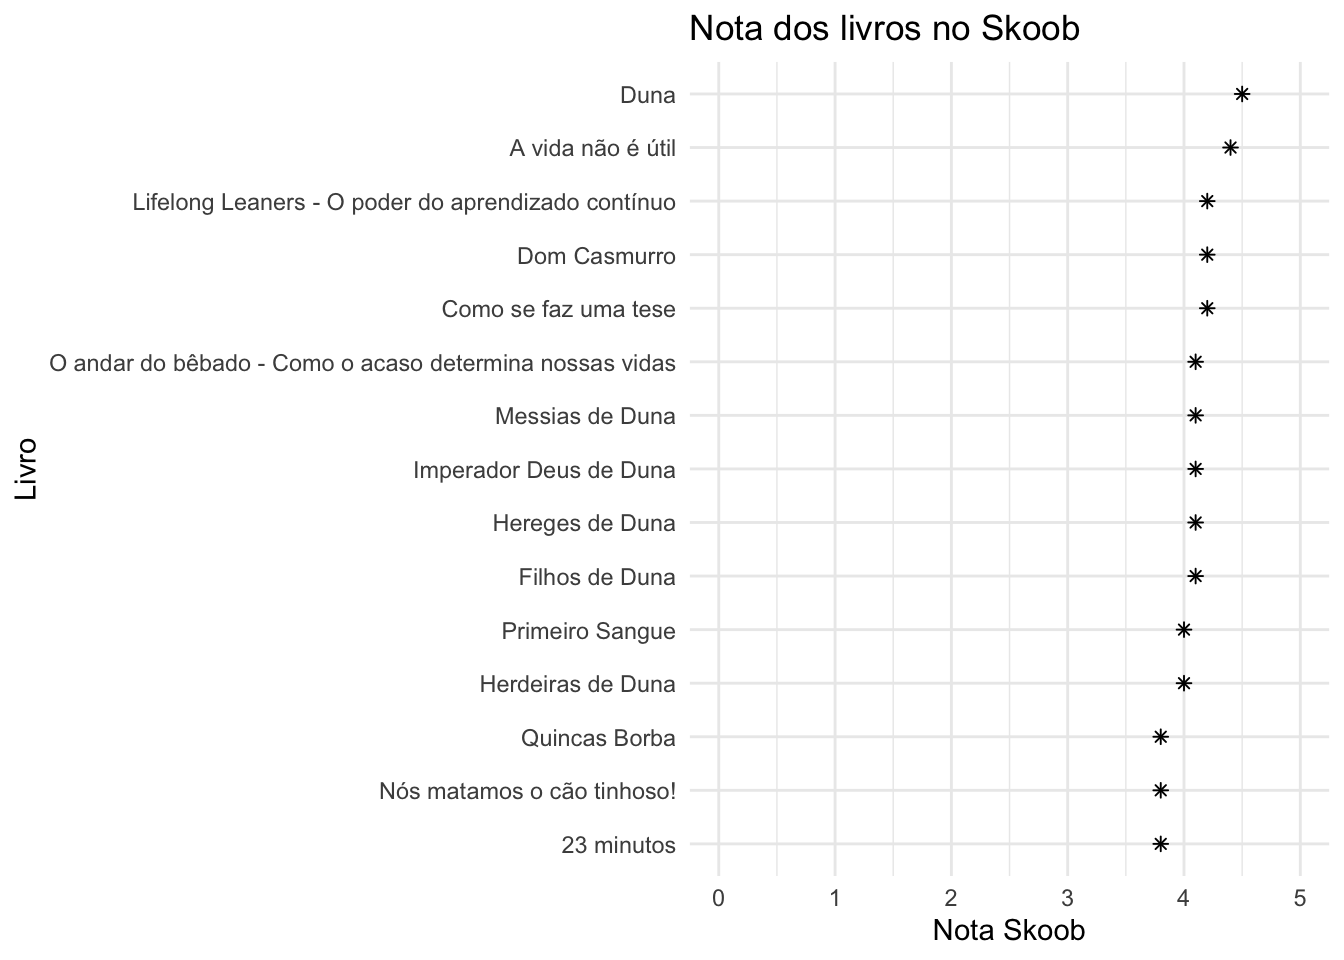 Nota dos livros no Skoob
Duna
A vida não é útil
Lifelong Leaners - O poder do aprendizado contínuo
Dom Casmurro
Como se faz uma tese
O andar do bêbado - Como o acaso determina nossas vidas
Messias de Duna
Imperador Deus de Duna
Hereges de Duna
Filhos de Duna
Primeiro Sangue
Herdeiras de Duna
Quincas Borba
Nós matamos o cão tinhoso!
23 minutos
Livro
0 1 2 3 4 5
Nota Skoob